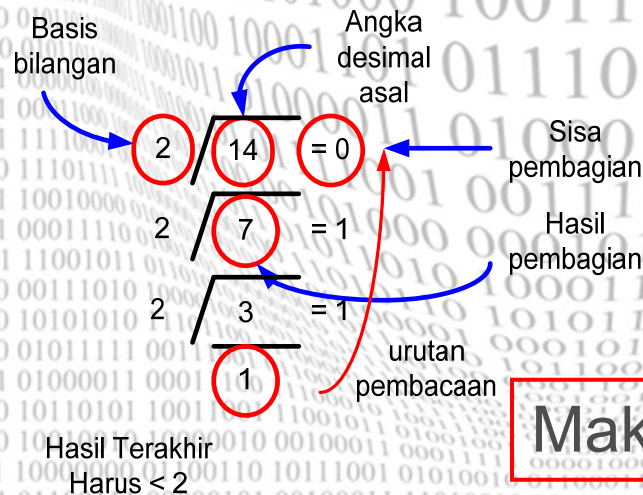 Basis
bilangan
Angka
desimal
asal
2 14 = 0
Sisa
pembagian
2 7 = 1
Hasil
pembagian
2 3 = 1
1
urutan
pembacaan
Hasil Terakhir
Harus < 2
Mak